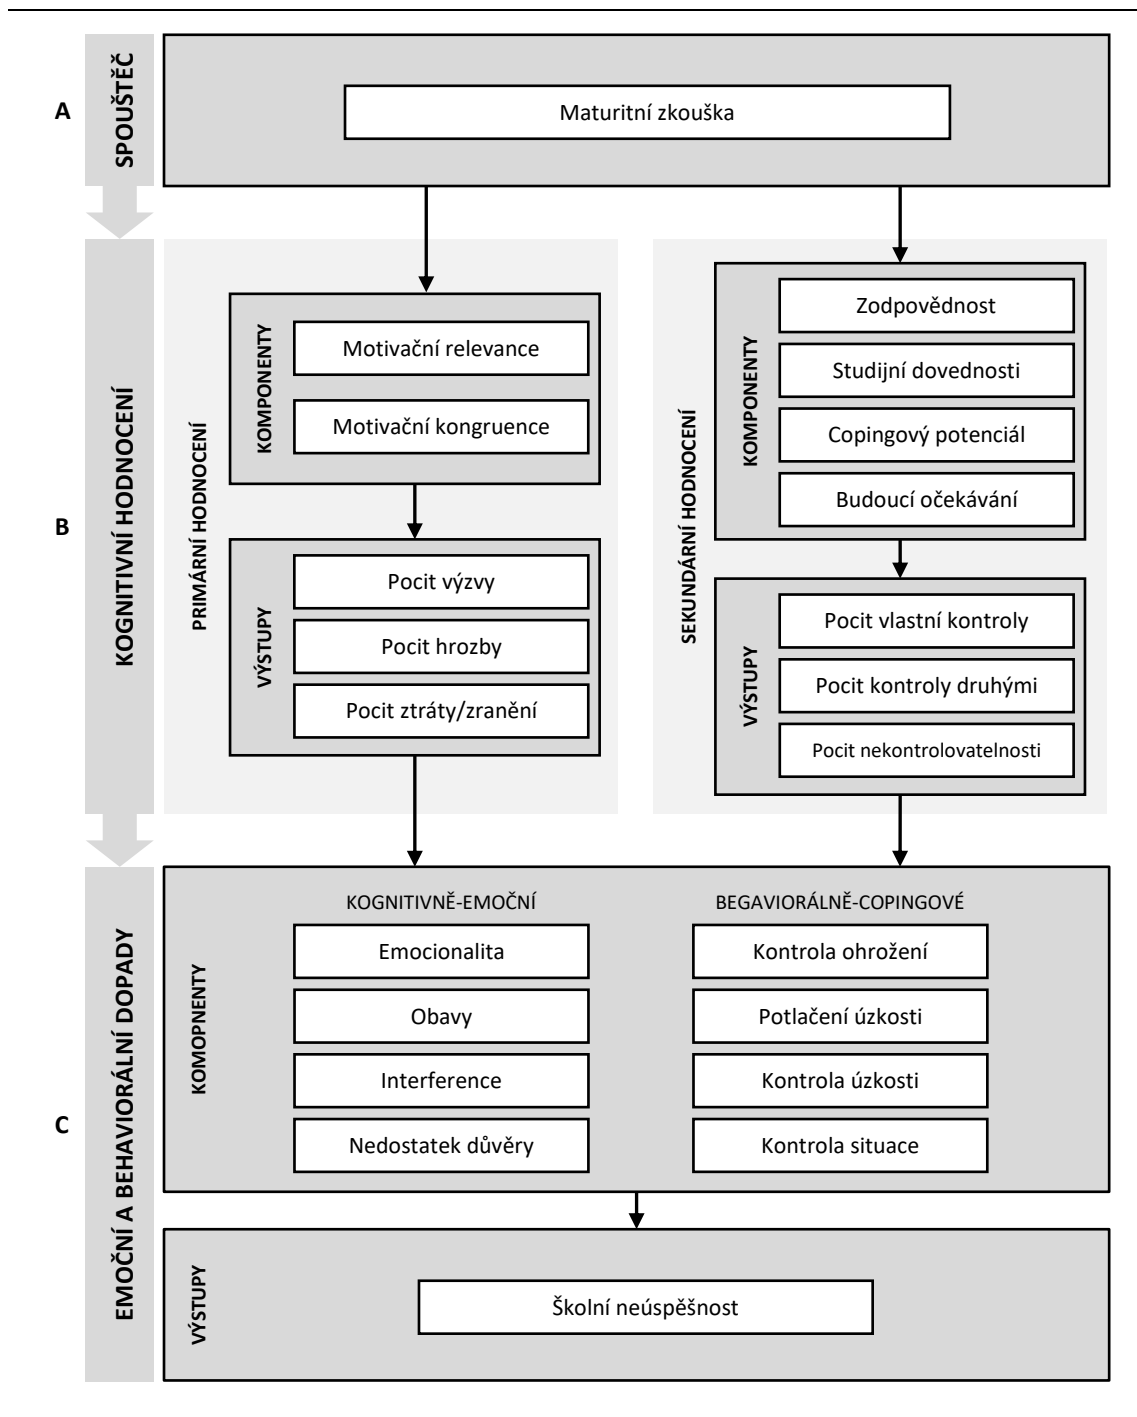 A
SPOUŠTĚČ
Maturitní zkouška
B
KOGNITIVNÍ HODNOCENÍ
PRIMÁRNÍ HODNOCENÍ
KOMPONENTY
Motivační relevance
Motivační kongruence
VÝSTUPY
Pocit výzvy
Pocit hrozby
Pocit ztráty/zranění
SEKUNDÁRNÍ HODNOCENÍ
KOMPONENTY
Zodpovědnost
Studijní dovednosti
Copingový potenciál
Budoucí očekávání
VÝSTUPY
Pocit vlastní kontroly
Pocit kontroly druhými
Pocit nekontrolovatelnosti
C
EMOČNÍ A BEHAVIORÁLNÍ DOPADY
KOMOPNENTY
KOGNITIVNĚ-EMOČNÍ
Emocionalita
Obavy
Interference
Nedostatek důvěry
BEGAVIORÁLNĚ-COPINGOVÉ
Kontrola ohrožení
Potlačení úzkosti
Kontrola úzkosti
Kontrola situace
VÝSTUPY
Školní neúspěšnost